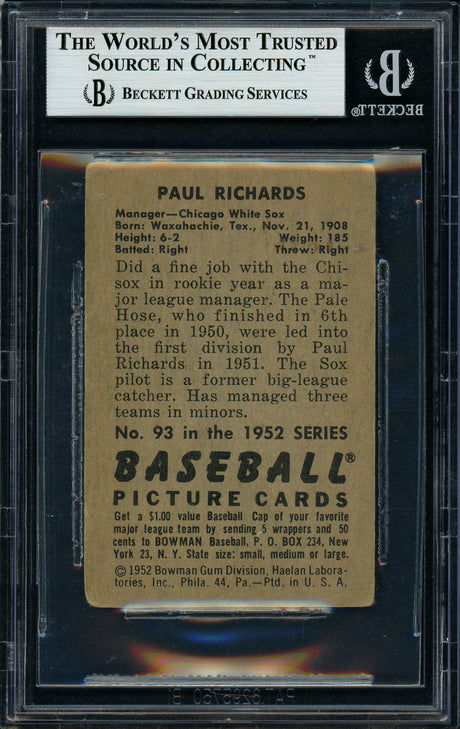 THE WORLD'S MOST TRUSTED
SOURCE IN COLLECTING™
B BECKETT GRADING SERVICES
B
BECKETT®
PAUL RICHARDS
Manager—Chicago White Sox
Born: Waxahachie, Tex., Nov. 21, 1908
Height: 6-2 Weight: 185
Batted: Right Threw: Right
Did a fine job with the Chi-
sox in rookie year as a ma-
jor league manager. The Pale
Hose, who finished in 6th
place in 1950, were led into
the first division by Paul
Richards in 1951. The Sox
pilot is a former big-league
catcher. Has managed three
teams in minors.
No. 93 in the 1952 SERIES
BASEBALL®
PICTURE CARDS
Get a $1.00 value Baseball Cap of your favorite
major league team by sending 5 wrappers and 50
cents to BOWMAN Baseball, P. O. BOX 234, New
York 23, N. Y. State size: small, medium or large.
©1952 Bowman Gum Division, Haelan Labora-
tories, Inc., Phila. 44, Pa.—Ptd. in U. S. A.